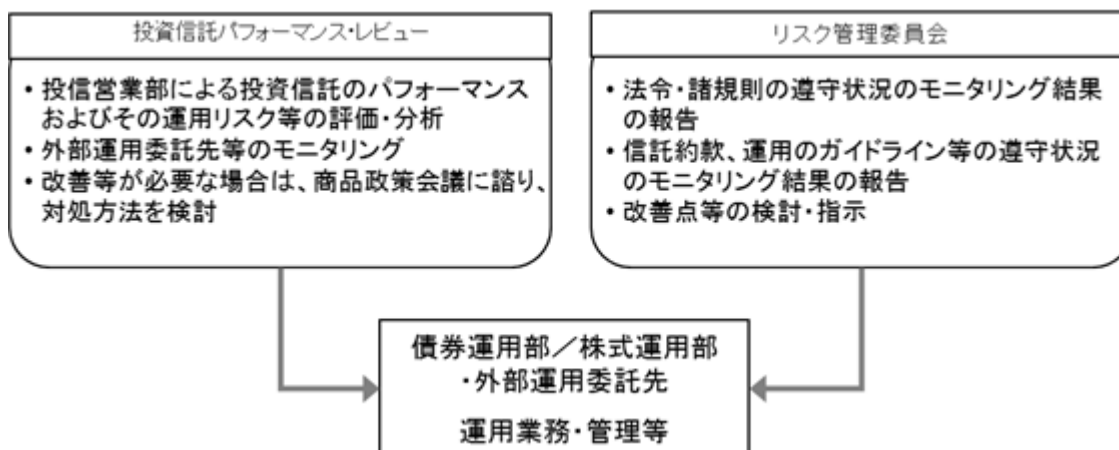 投資信託パフォーマンス・レビュー
• 投信営業部による投資信託のパフォーマンス
およびその運用リスク等の評価・分析
• 外部運用委託先等のモニタリング
• 改善等が必要な場合は、商品政策会議に諮り、
対処方法を検討
リスク管理委員会
• 法令・諸規則の遵守状況のモニタリング結果
の報告
• 信託約款、運用のガイドライン等の遵守状況
のモニタリング結果の報告
• 改善点等の検討・指示
債券運用部／株式運用部
・外部運用委託先
運用業務・管理等